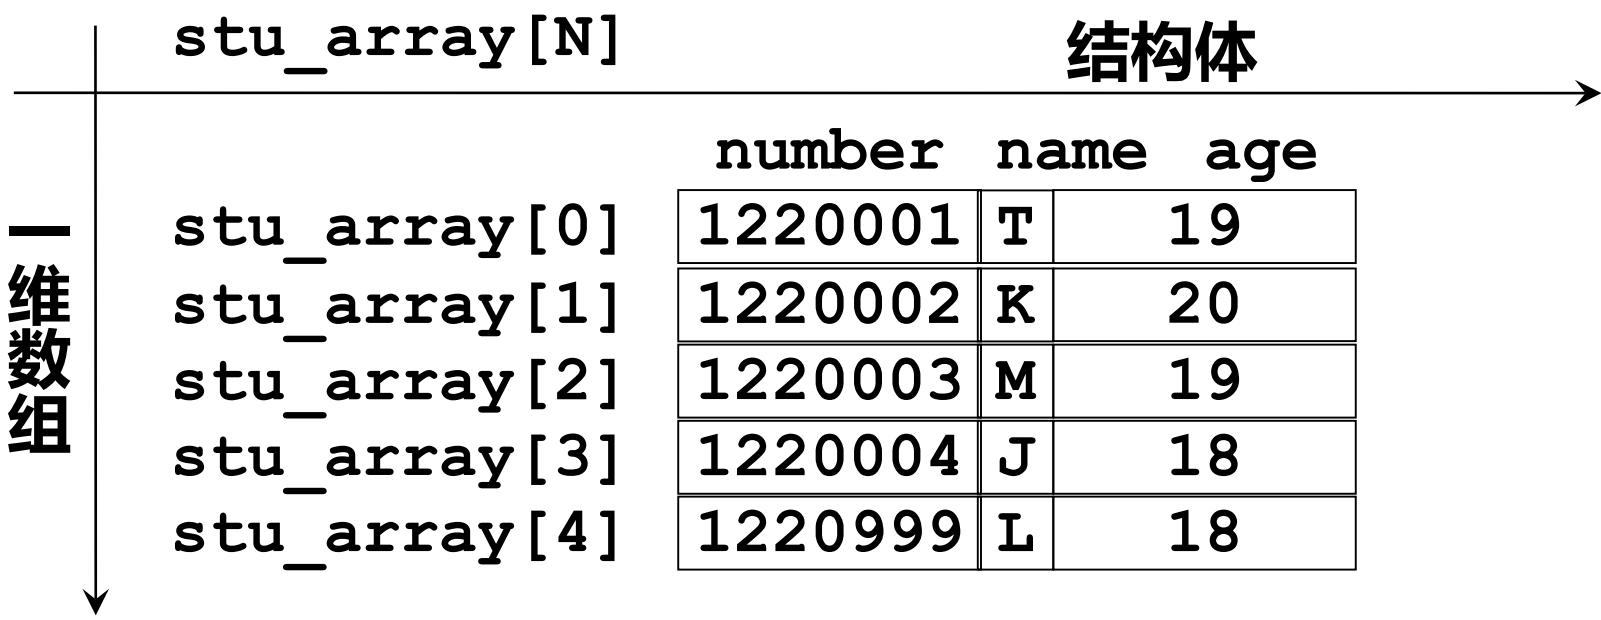 stu_array[N] 结构体
number name age
一维数组
stu_array[0] 1220001 T 19
stu_array[1] 1220002 K 20
stu_array[2] 1220003 M 19
stu_array[3] 1220004 J 18
stu_array[4] 1220999 L 18